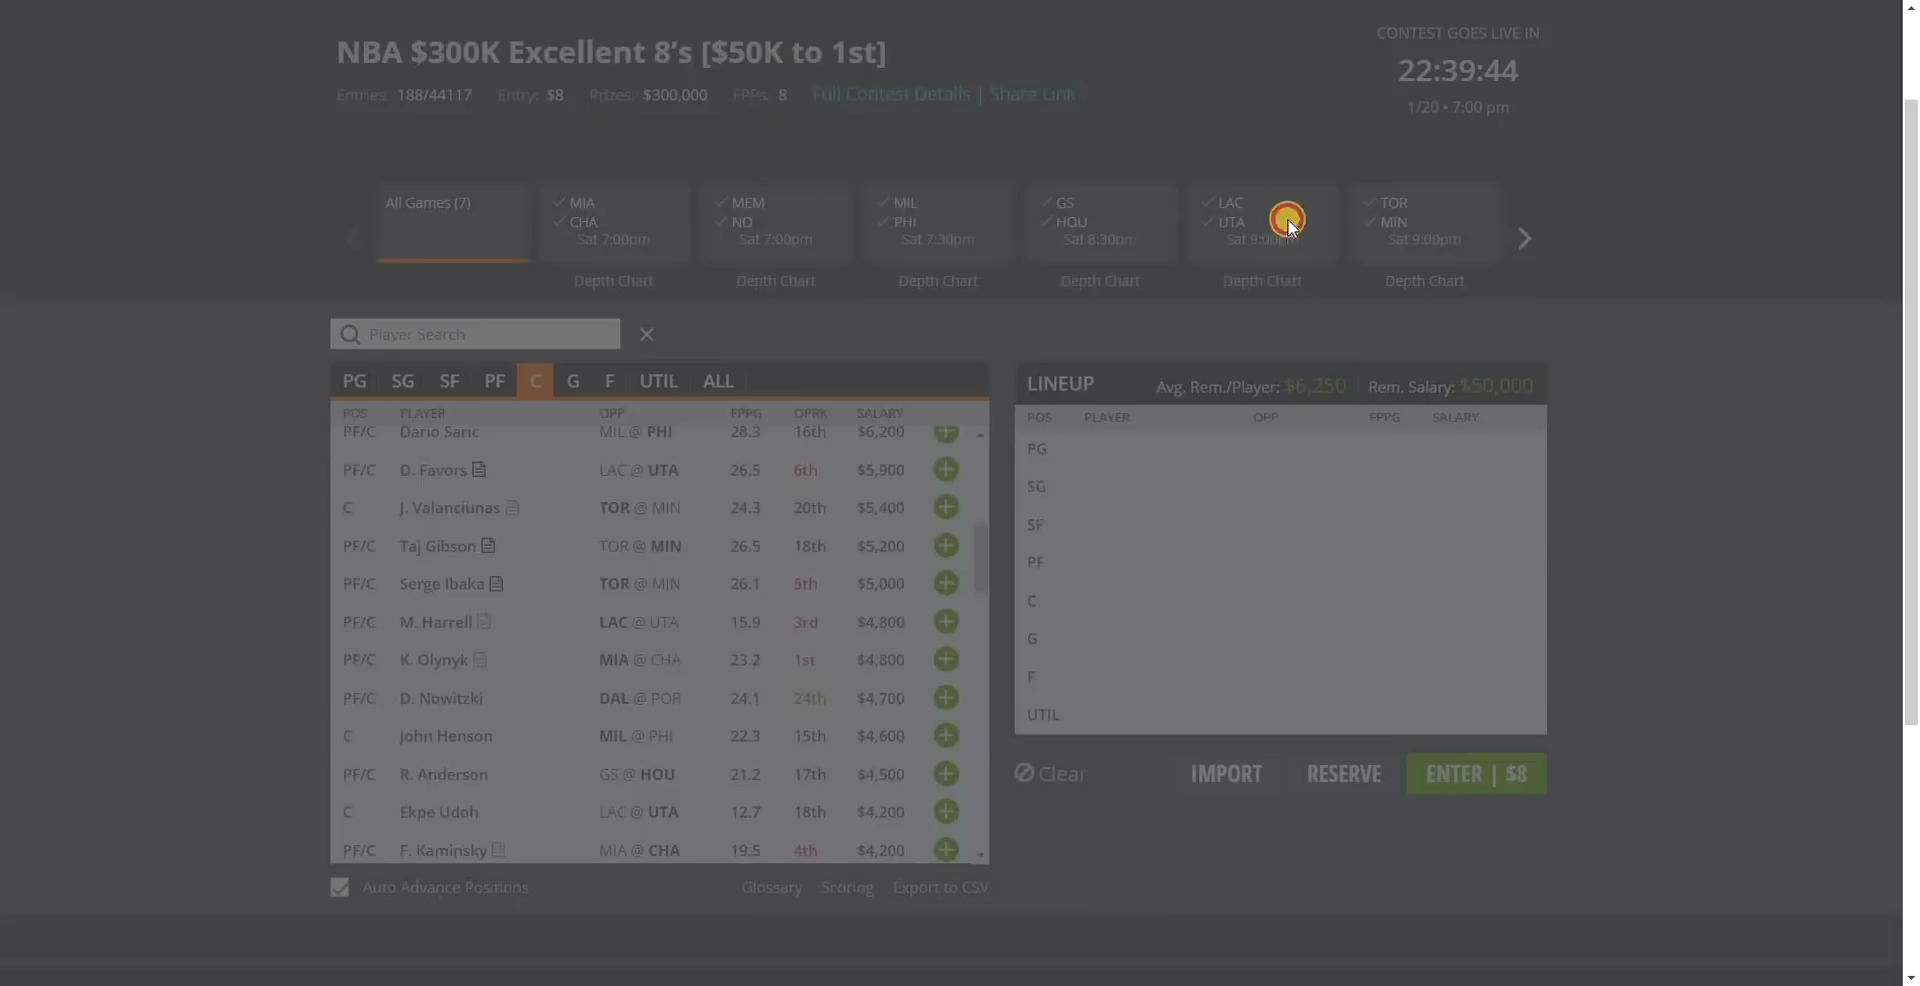 NBA $300K Excellent 8's [$50K to 1st]
CONTEST GOES LIVE IN
22:39:44
1/20 • 7:00 pm
Entries: 188/44117 Entry: $8 Prizes: $300,000 FPPs: 8 Full Contest Details | Share Link
All Games (7)
MIA
CHA
Sat 7:00pm
Depth Chart
MEM
NO
Sat 7:00pm
Depth Chart
MIL
PHI
Sat 7:30pm
Depth Chart
GS
HOU
Sat 8:30pm
Depth Chart
LAC
UTA
Sat 9:00pm
Depth Chart
TOR
MIN
Sat 9:00pm
Depth Chart
Player Search
PG SG SF PF C G F UTIL ALL
POS PLAYER OPP FPPG OPRK SALARY
PF/C Dario Saric MIL @ PHI 28.3 16th $6,200
PF/C D. Favors LAC @ UTA 26.5 6th $5,900
C J. Valanciunas TOR @ MIN 24.3 20th $5,400
PF/C Taj Gibson TOR @ MIN 26.5 18th $5,200
PF/C Serge Ibaka TOR @ MIN 26.1 5th $5,000
PF/C M. Harrell LAC @ UTA 15.9 3rd $4,800
PF/C K. Olynyk MIA @ CHA 23.2 1st $4,800
PF/C D. Nowitzki DAL @ POR 24.1 24th $4,700
C John Henson MIL @ PHI 22.3 15th $4,600
PF/C R. Anderson GS @ HOU 21.2 17th $4,500
C Ekpe Udoh LAC @ UTA 12.7 18th $4,200
PF/C F. Kaminsky MIA @ CHA 19.5 4th $4,200
Auto Advance Positions Glossary Scoring Export to CSV
LINEUP Avg. Rem./Player: $6,250 Rem. Salary: $50,000
POS PLAYER OPP FPPG SALARY
PG
SG
SF
PF
C
G
F
UTIL
Clear IMPORT RESERVE ENTER | $8